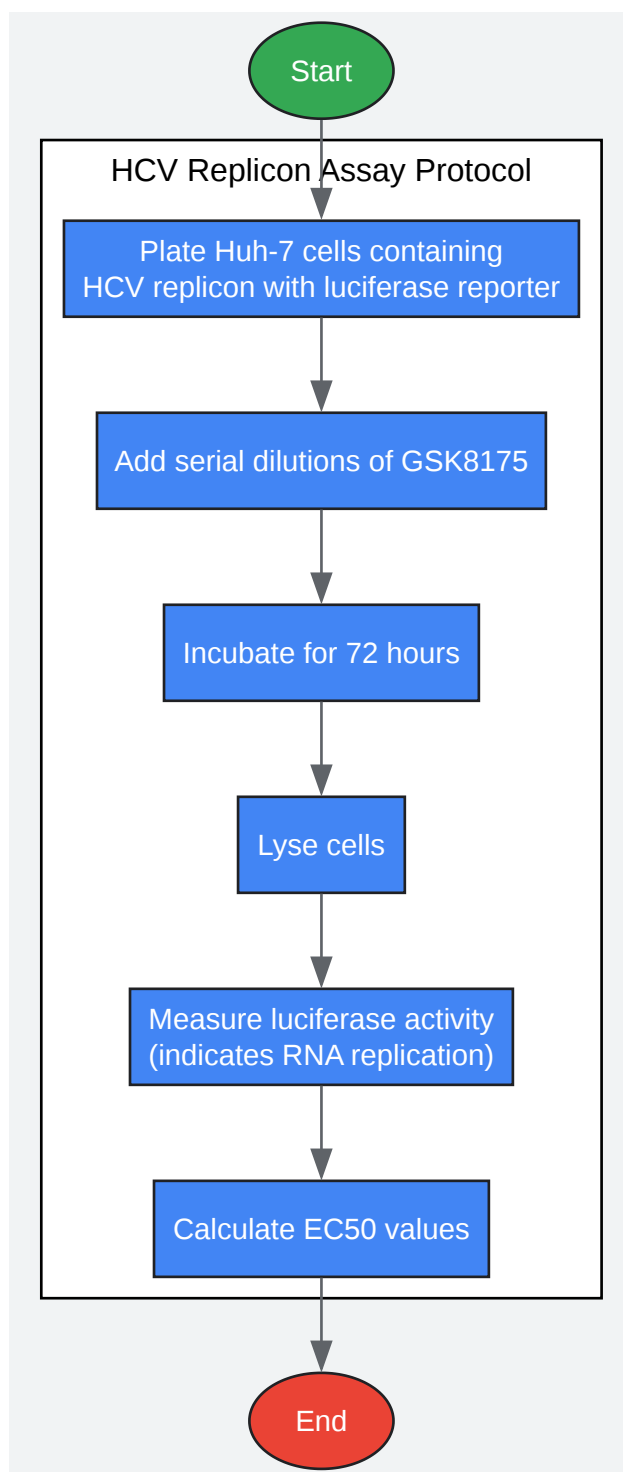 Start
HCV Replicon Assay Protocol
Plate Huh-7 cells containing
HCV replicon with luciferase reporter
Add serial dilutions of GSK8175
Incubate for 72 hours
Lyse cells
Measure luciferase activity
(indicates RNA replication)
Calculate EC50 values
End